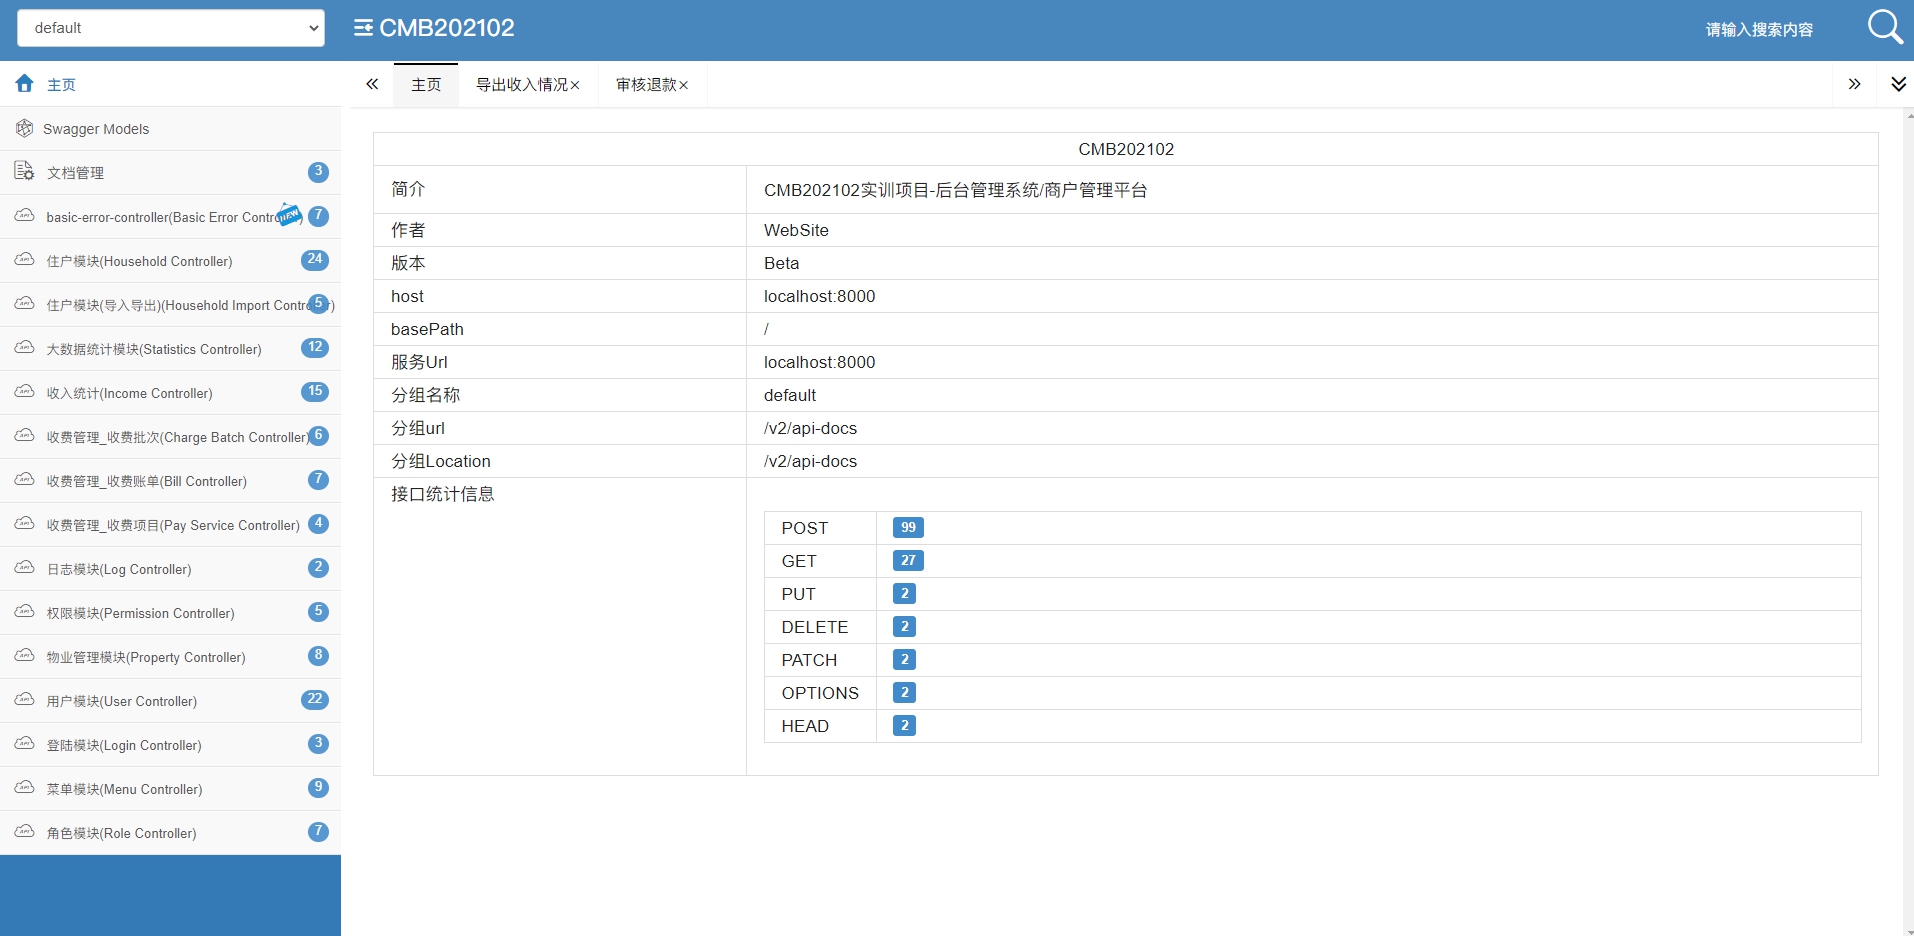 default
CMB202102
请输入搜索内容
主页
主页
导出收入情况×
审核退款×
Swagger Models
文档管理 3
basic-error-controller(Basic Error Contro NEW ) 7
住户模块(Household Controller) 24
住户模块(导入导出)(Household Import Contr 5 )
大数据统计模块(Statistics Controller) 12
收入统计(Income Controller) 15
收费管理_收费批次(Charge Batch Controller) 6
收费管理_收费账单(Bill Controller) 7
收费管理_收费项目(Pay Service Controller) 4
日志模块(Log Controller) 2
权限模块(Permission Controller) 5
物业管理模块(Property Controller) 8
用户模块(User Controller) 22
登陆模块(Login Controller) 3
菜单模块(Menu Controller) 9
角色模块(Role Controller) 7
CMB202102
简介 CMB202102实训项目-后台管理系统/商户管理平台
作者 WebSite
版本 Beta
host localhost:8000
basePath /
服务Url localhost:8000
分组名称 default
分组url /v2/api-docs
分组Location /v2/api-docs
接口统计信息
POST 99
GET 27
PUT 2
DELETE 2
PATCH 2
OPTIONS 2
HEAD 2